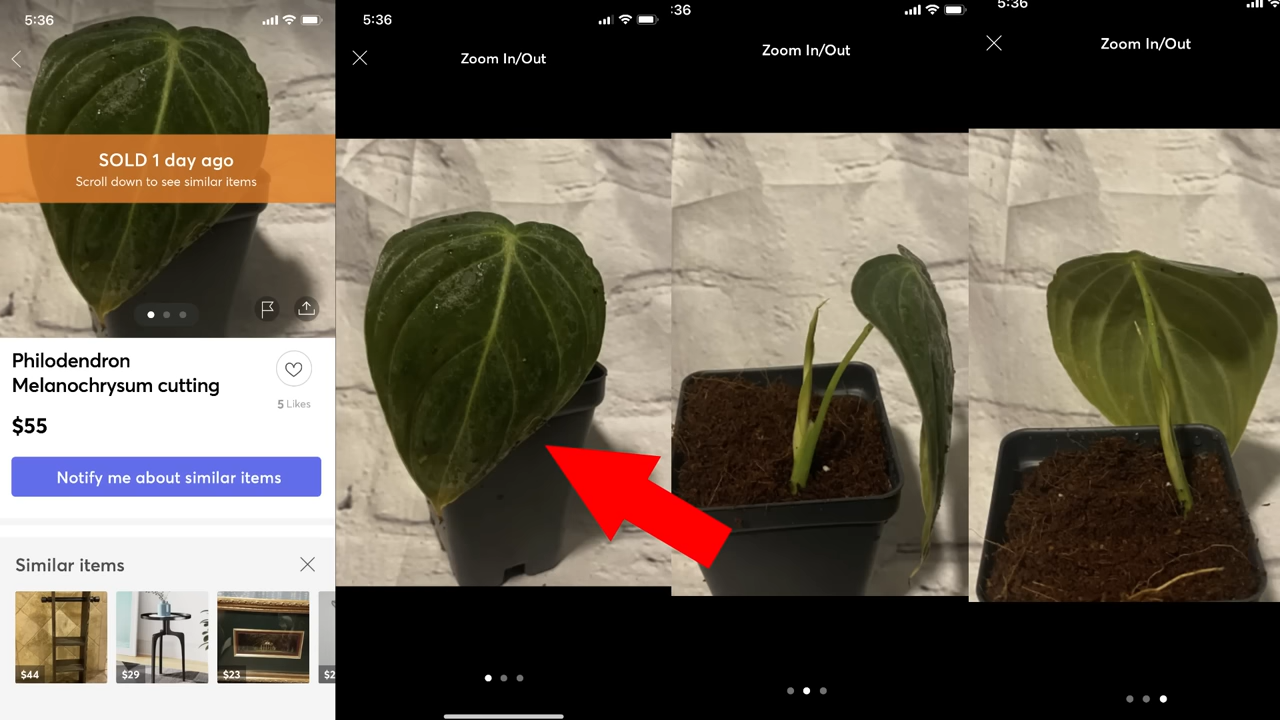 5:36
SOLD 1 day ago
Scroll down to see similar items
Philodendron
Melanochrysum cutting
5 Likes
$55
Notify me about similar items
Similar items
$44
$29
$23
5:36
Zoom In/Out
:36
Zoom In/Out
5:36
Zoom In/Out